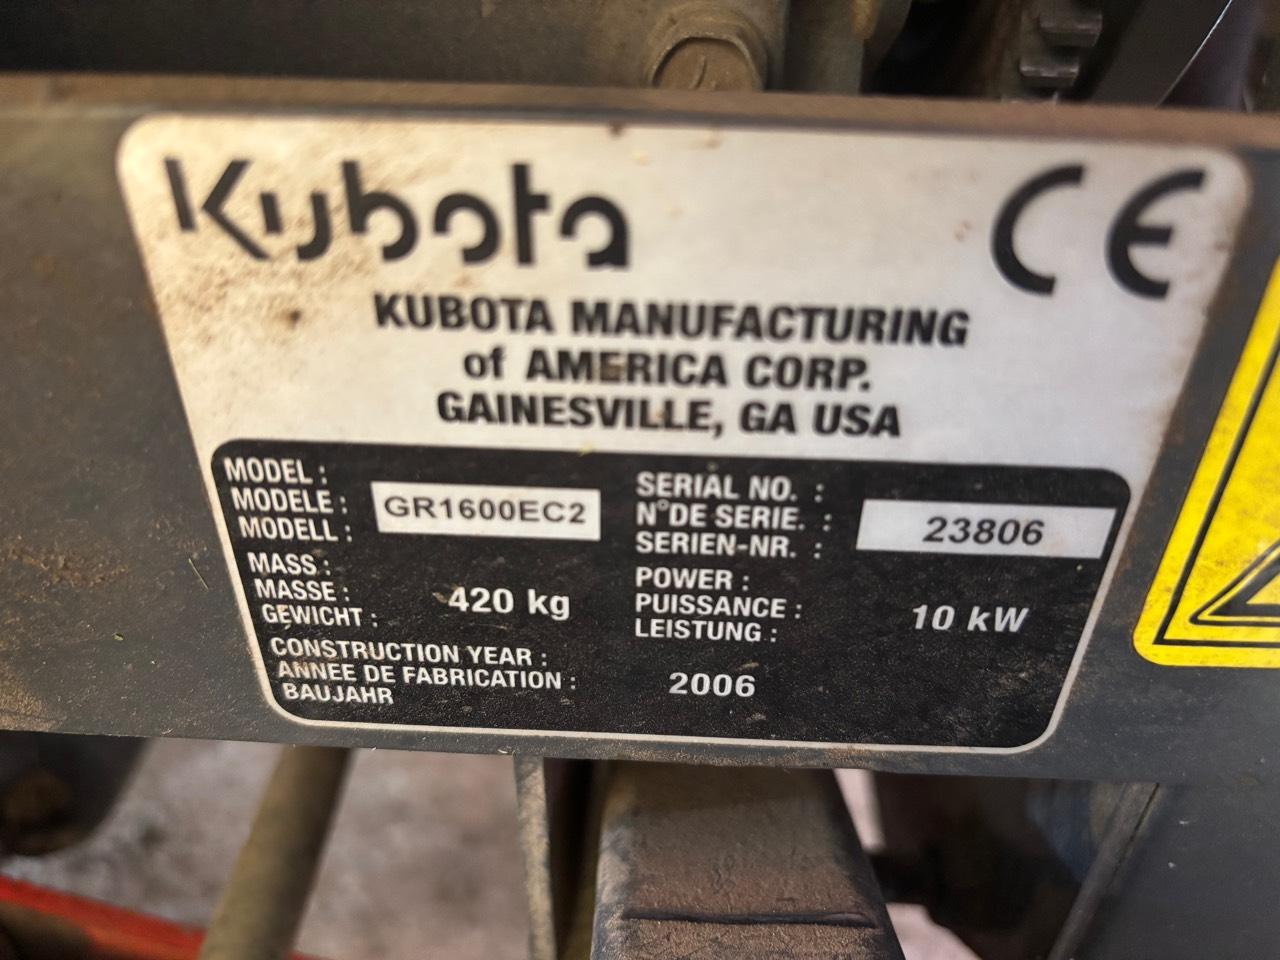 Kubota CE
KUBOTA MANUFACTURING
of AMERICA CORP.
GAINESVILLE, GA USA
MODEL :
MODELE : GR1600EC2
MODELL :
SERIAL NO. :
N°DE SERIE. : 23806
SERIEN-NR. :
MASS :
MASSE : 420 kg
GEWICHT :
POWER :
PUISSANCE : 10 kW
LEISTUNG :
CONSTRUCTION YEAR :
ANNEE DE FABRICATION : 2006
BAUJAHR